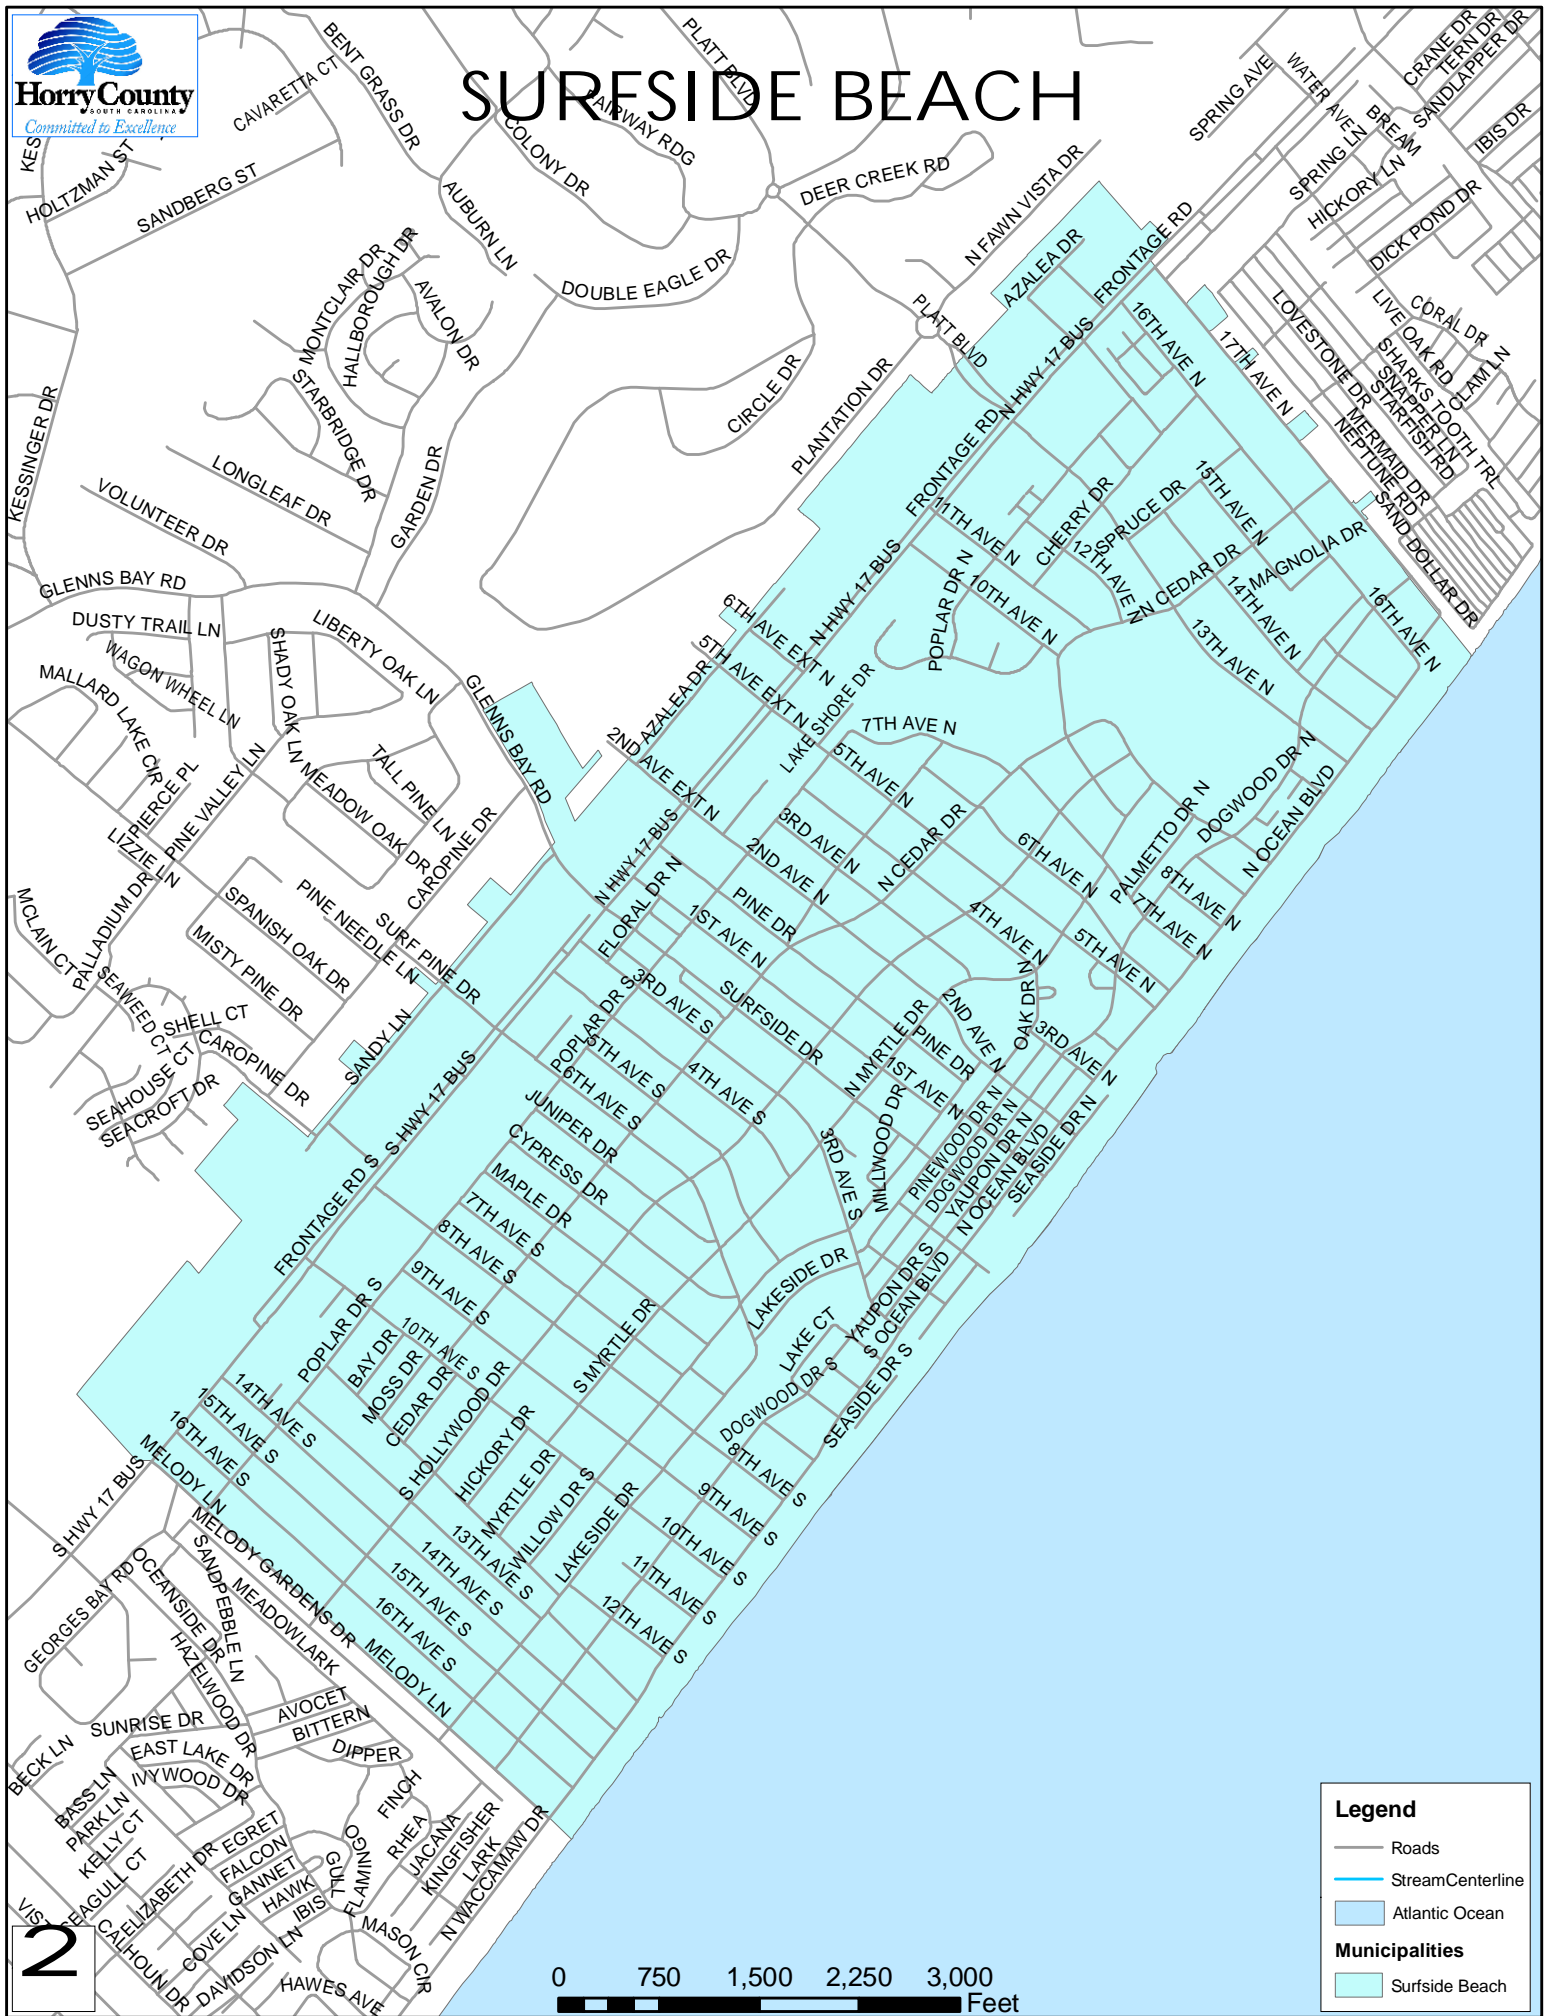 SURFSIDE BEACH
Horry County
SOUTH CAROLINA
Committed to Excellence
BENT GRASS DR
CAVARETTA CT
PLATT BLVD
FAIRWAY RDG
COLONY DR
DEER CREEK RD
N FAWN VISTA DR
SPRING AVE
WATER AVE
CRANE DR
TERN DR
SANDLAPPER DR
BREAM
IBIS DR
SPRING LN
HICKORY LN
DICK POND DR
HOLTZMAN ST
SANDBERG ST
AUBURN LN
DOUBLE EAGLE DR
MONTCLAIR DR
HALLBOROUGH DR
AVALON DR
STARBRIDGE DR
AZALEA DR
FRONTAGE RD
PLATT BLVD
N HWY 17 BUS
16TH AVE N
17TH AVE N
LOVESTONE DR
LIVE OAK RD
CORAL DR
SHARKS TOOTH TRL
CLAM LN
SNAPPER LN
STARFISH RD
MERMAID DR
NEPTUNE RD
SAND DOLLAR DR
CIRCLE DR
PLANTATION DR
KESSINGER DR
LONGLEAF DR
VOLUNTEER DR
GARDEN DR
FRONTAGE RD
11TH AVE N
CHERRY DR
SPRUCE DR
15TH AVE N
12TH AVE N
N CEDAR DR
MAGNOLIA DR
14TH AVE N
16TH AVE N
13TH AVE N
10TH AVE N
POPLAR DR N
N HWY 17 BUS
GLENNS BAY RD
DUSTY TRAIL LN
WAGON WHEEL LN
MALLARD LAKE CIR
SHADY OAK LN
LIBERTY OAK LN
GLENNS BAY RD
6TH AVE EXT N
5TH AVE EXT N
AZALEA DR
2ND AVE EXT N
LAKE SHORE DR
7TH AVE N
5TH AVE N
PIERCE PL
LIZZIE LN
PINE VALLEY LN
MEADOW OAK DR
TALL PINE LN
CAROPINE DR
N HWY 17 BUS
3RD AVE N
2ND AVE N
N CEDAR DR
6TH AVE N
PALMETTO DR N
DOGWOOD DR N
N OCEAN BLVD
8TH AVE N
7TH AVE N
MCLAIN CT
PALLADIUM DR
SPANISH OAK DR
MISTY PINE DR
PINE NEEDLE LN
SURF PINE DR
FLORAL DR N
PINE DR
1ST AVE N
4TH AVE N
5TH AVE N
OAK DR N
SEAWEED CT
SHELL CT
CAROPINE DR
SEAHOUSE CT
SEACROFT DR
SANDY LN
S HWY 17 BUS
POPLAR DR S
3RD AVE S
SURFSIDE DR
5TH AVE S
6TH AVE S
4TH AVE S
N MYRTLE DR
2ND AVE N
PINE DR
3RD AVE N
1ST AVE N
JUNIPER DR
CYPRESS DR
MAPLE DR
3RD AVE S
MILLWOOD DR
PINEWOOD DR N
DOGWOOD DR N
YAUPON DR N
N OCEAN BLVD
SEASIDE DR N
FRONTAGE RD S
7TH AVE S
8TH AVE S
9TH AVE S
LAKESIDE DR
LAKE CT
YAUPON DR S
S OCEAN BLVD
POPLAR DR S
BAY DR
10TH AVE S
MOSS DR
CEDAR DR
S MYRTLE DR
DOGWOOD DR S
SEASIDE DR S
14TH AVE S
15TH AVE S
16TH AVE S
MELODY LN
S HWY 17 BUS
S HOLLYWOOD DR
HICKORY DR
MYRTLE DR
WILLOW DR S
LAKESIDE DR
8TH AVE S
9TH AVE S
10TH AVE S
11TH AVE S
12TH AVE S
13TH AVE S
14TH AVE S
15TH AVE S
16TH AVE S
MELODY GARDENS DR
MELODY LN
GEORGES BAY RD
OCEANSIDE DR
SANDPEBBLE LN
MEADOWLARK
HAZELWOOD DR
SUNRISE DR
AVOCET
BITTERN
DIPPER
BECK LN
EAST LAKE DR
IVYWOOD DR
BASS LN
PARK LN
KELLY CT
SEAGULL CT
ELIZABETH DR
EGRET
FALCON
GANNET
HAWK
IBIS
GULL
FLAMINGO
FINCH
RHEA
JACANA
KINGFISHER
LARK
N WACCAMAW DR
CALHOUN DR
COVE LN
DAVIDSON LN
MASON CIR
HAWES AVE
2
0 750 1,500 2,250 3,000
Feet
Legend
Roads
StreamCenterline
Atlantic Ocean
Municipalities
Surfside Beach